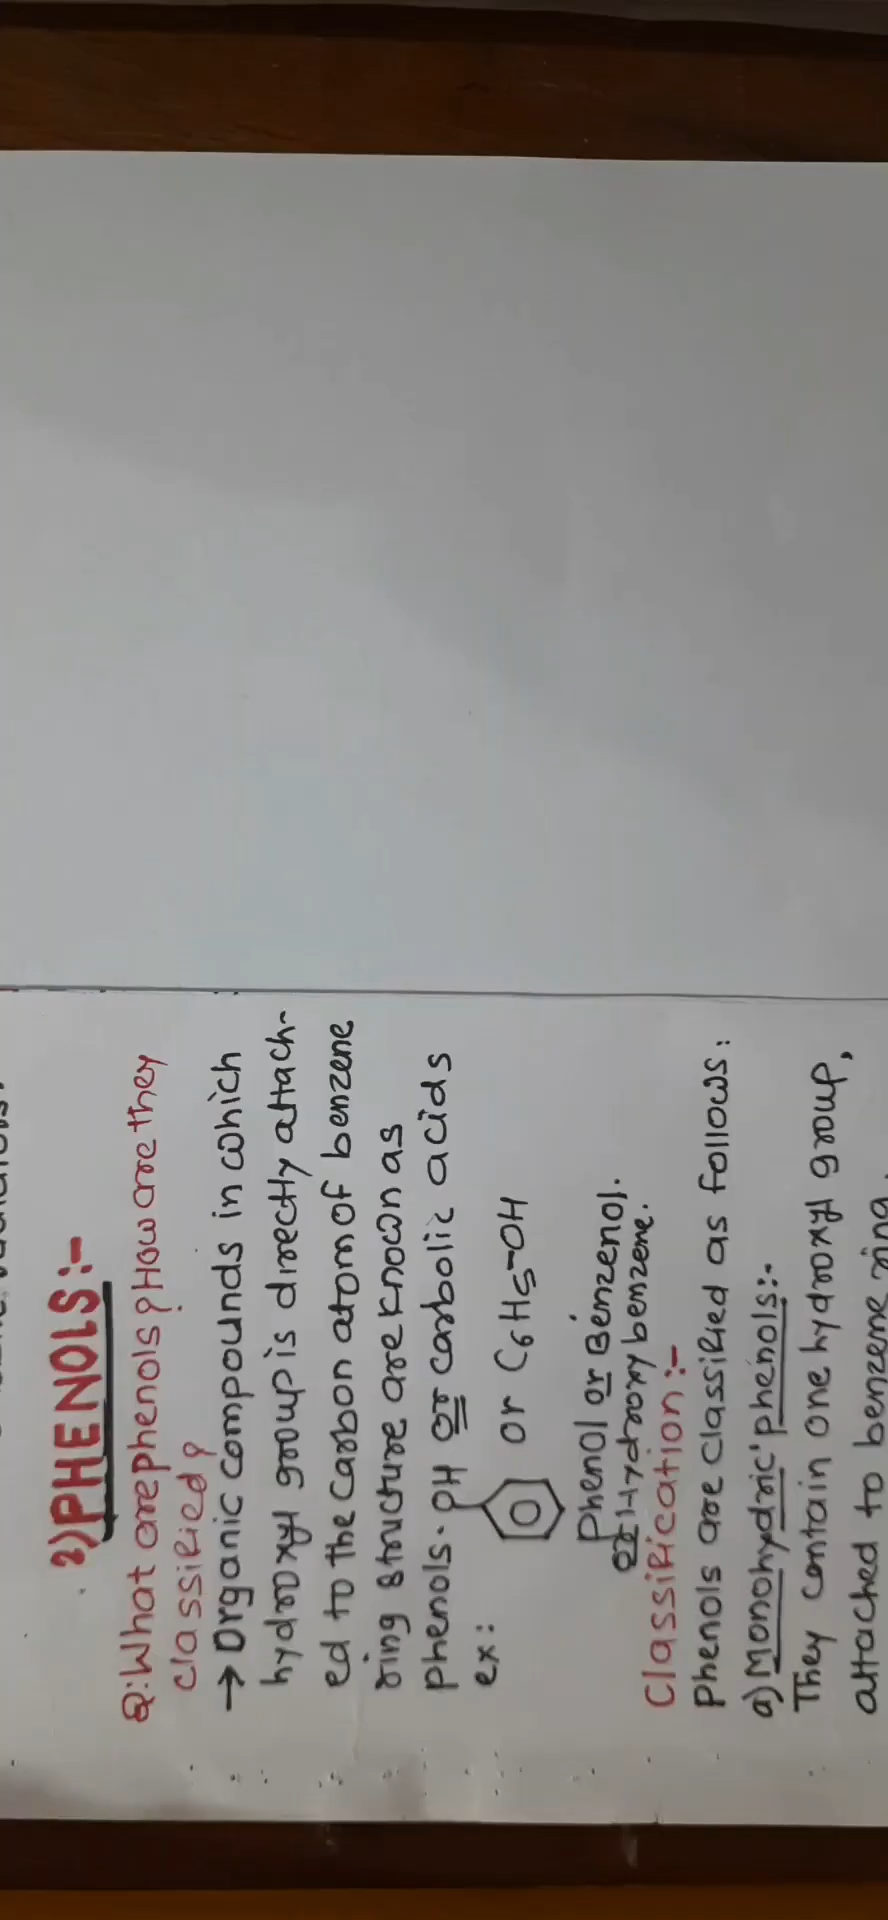 2) PHENOLS :-
Q: What are phenols? How are they
classified?
→ Organic compounds in which
hydroxyl group is directly attach-
ed to the carbon atom of benzene
ring structure are known as
phenols. or carbolic acids
OH
ex: or C6H5-OH
Phenol or Benzenol.
or Hydroxy benzene.
Classification :-
Phenols are classified as follows:
a) Monohydric phenols:-
They contain one hydroxyl group,
attached to benzene ring.